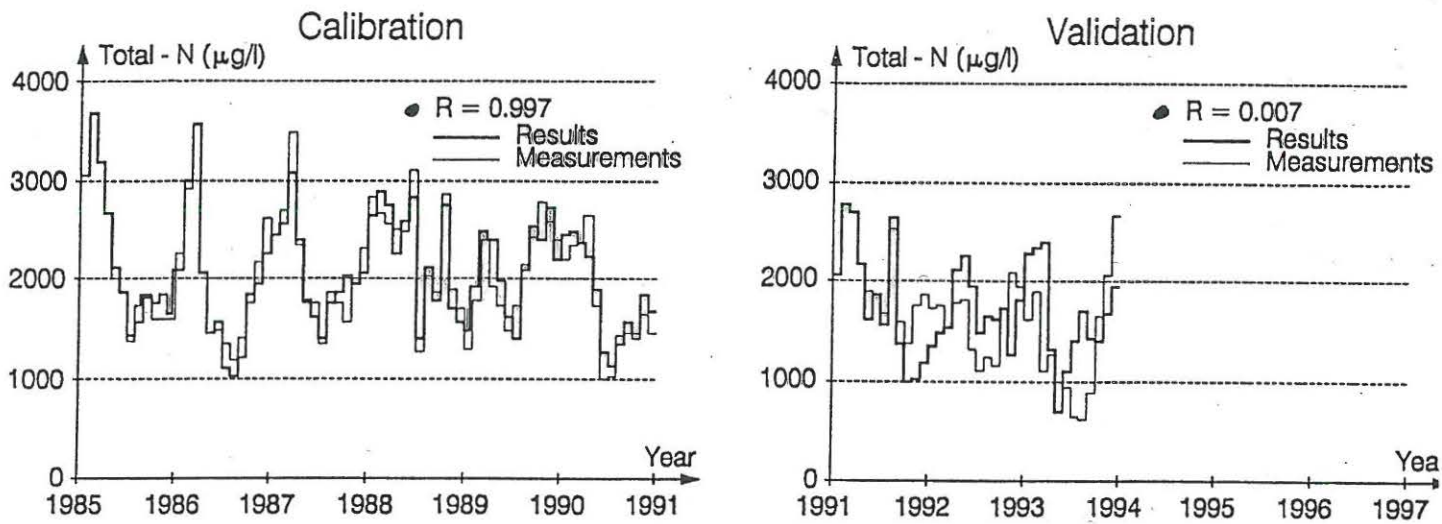 Calibration
Total - N (µg/l)
4000
R = 0.997
Results
Measurements
3000
2000
1000
0
Year
1985 1986 1987 1988 1989 1990 1991
Validation
Total - N (µg/l)
4000
R = 0.007
Results
Measurements
3000
2000
1000
0
Yea
1991 1992 1993 1994 1995 1996 1997